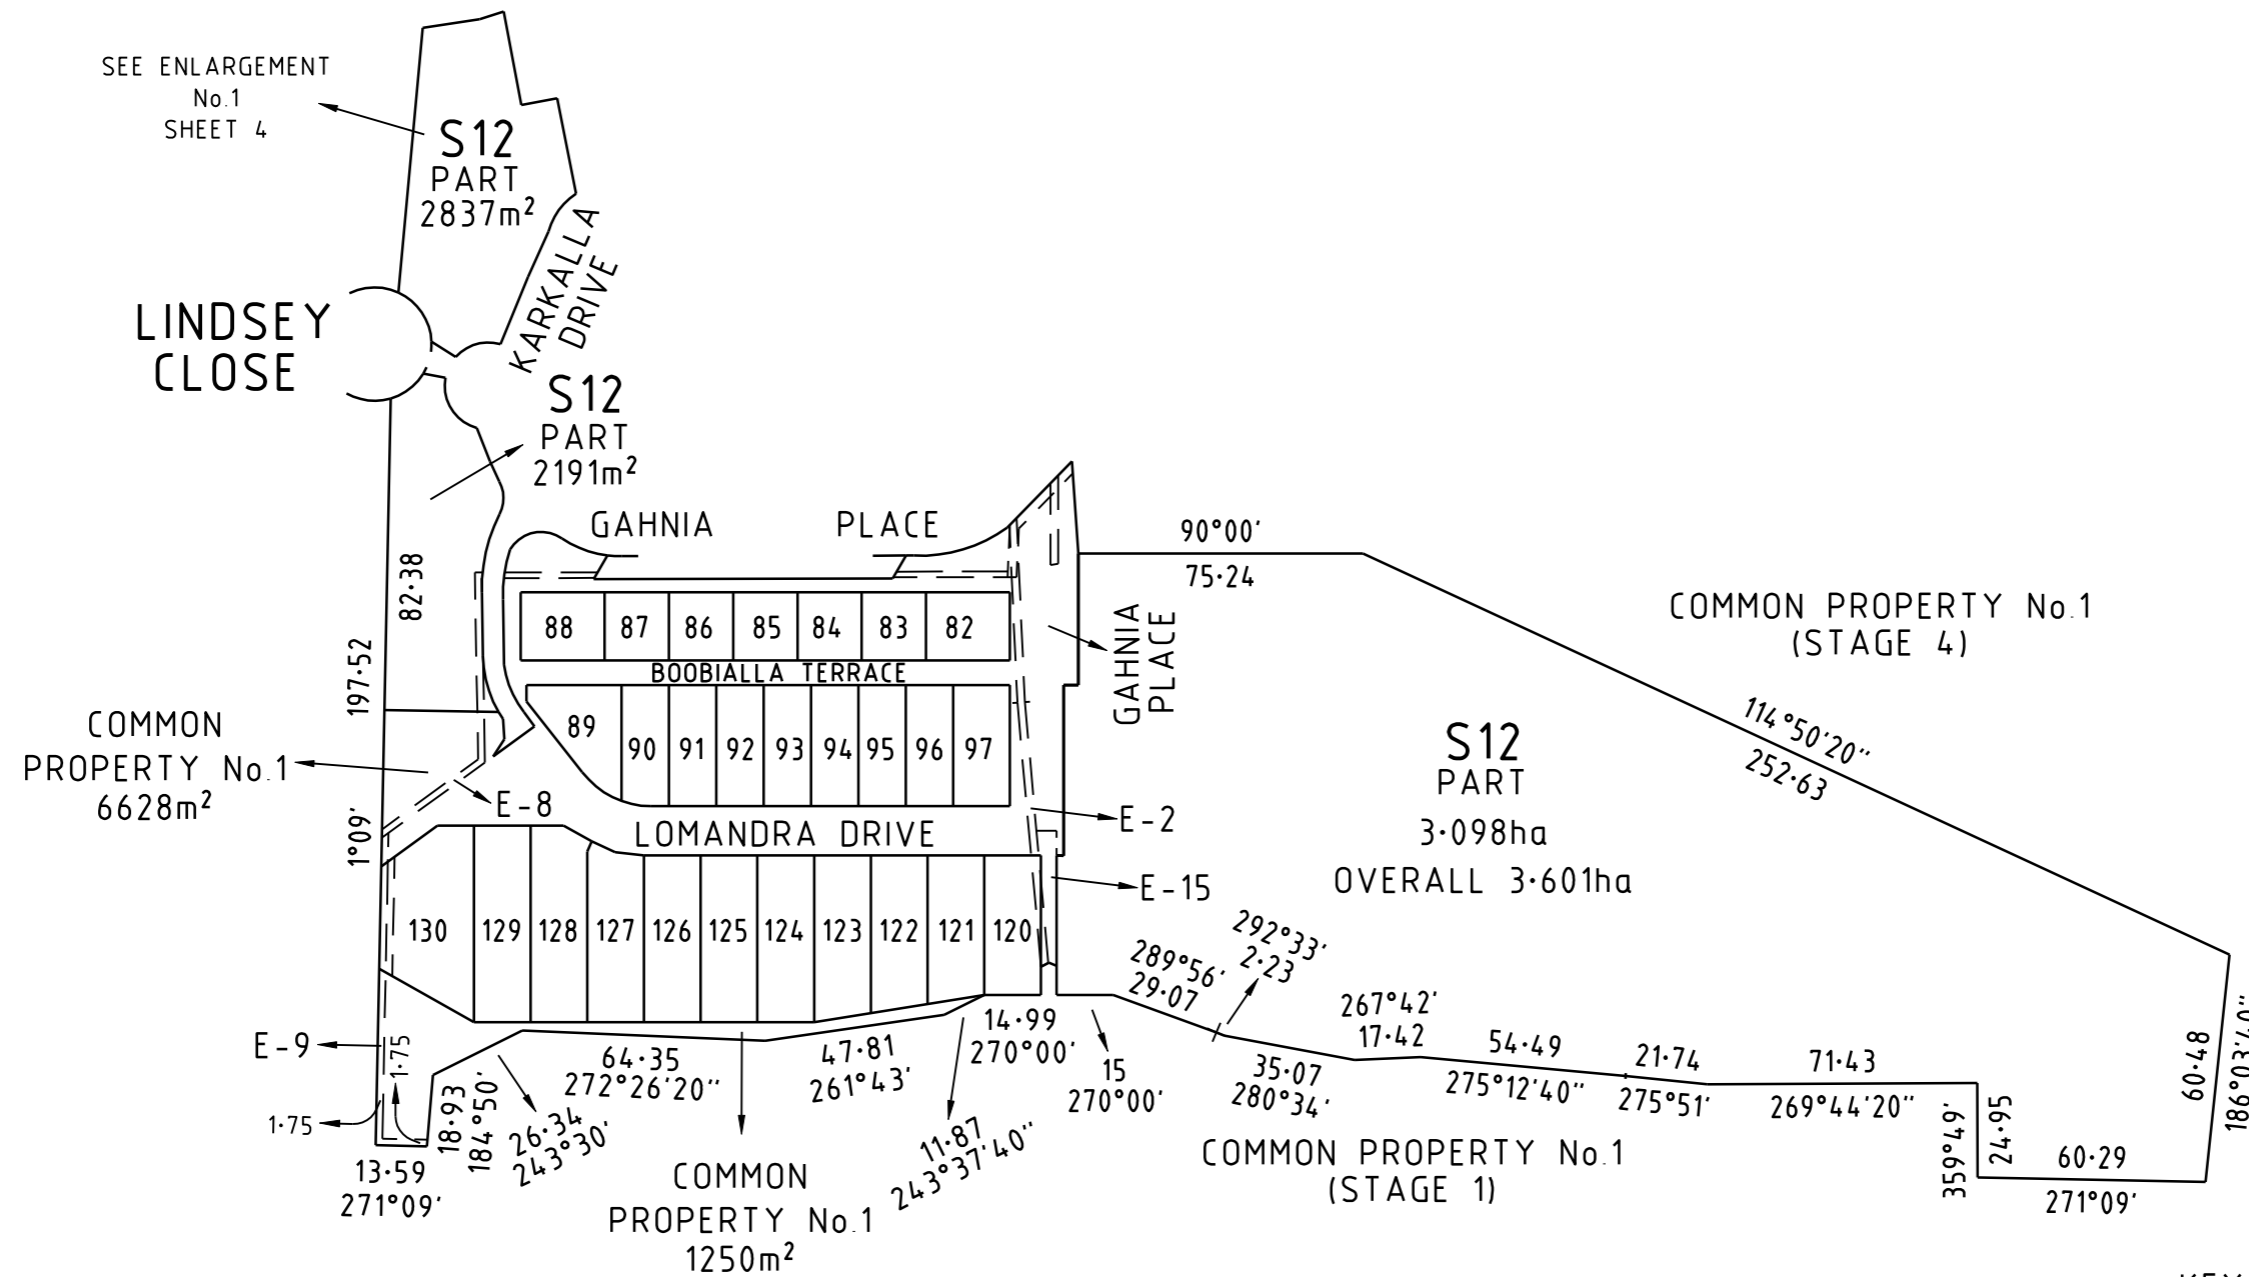 SEE ENLARGEMENT
No.1
SHEET 4
S12
PART
2837m²
KARKALLA
DRIVE
LINDSEY
CLOSE
S12
PART
2191m²
82·38
197·52
1°09'
GAHNIA PLACE
90°00'
75·24
88 87 86 85 84 83 82
BOOBIALLA TERRACE
GAHNIA
PLACE
COMMON PROPERTY No.1
(STAGE 4)
114°50'20''
252·63
89 90 91 92 93 94 95 96 97
COMMON
PROPERTY No.1
6628m²
E-8
LOMANDRA DRIVE
E-2
S12
PART
3·098ha
OVERALL 3·601ha
E-15
130 129 128 127 126 125 124 123 122 121 120
289°56'
29·07
292°33'
2·23
267°42'
17·42
35·07
280°34'
54·49
275°12'40''
21·74
275°51'
71·43
269°44'20''
359°49'
24·95
60·29
271°09'
60·48
186°03'40''
E-9
1·75
1·75
13·59
271°09'
18·93
184°50'
26·34
243°30'
64·35
272°26'20''
47·81
261°43'
11·87
243°37'40''
14·99
270°00'
15
270°00'
COMMON
PROPERTY No.1
1250m²
COMMON PROPERTY No.1
(STAGE 1)